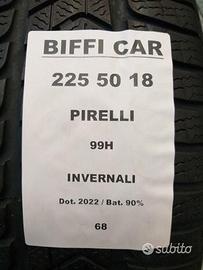 BIFFI CAR
225 50 18
PIRELLI
99H
INVERNALI
Dot. 2022 / Bat. 90%
68
subito